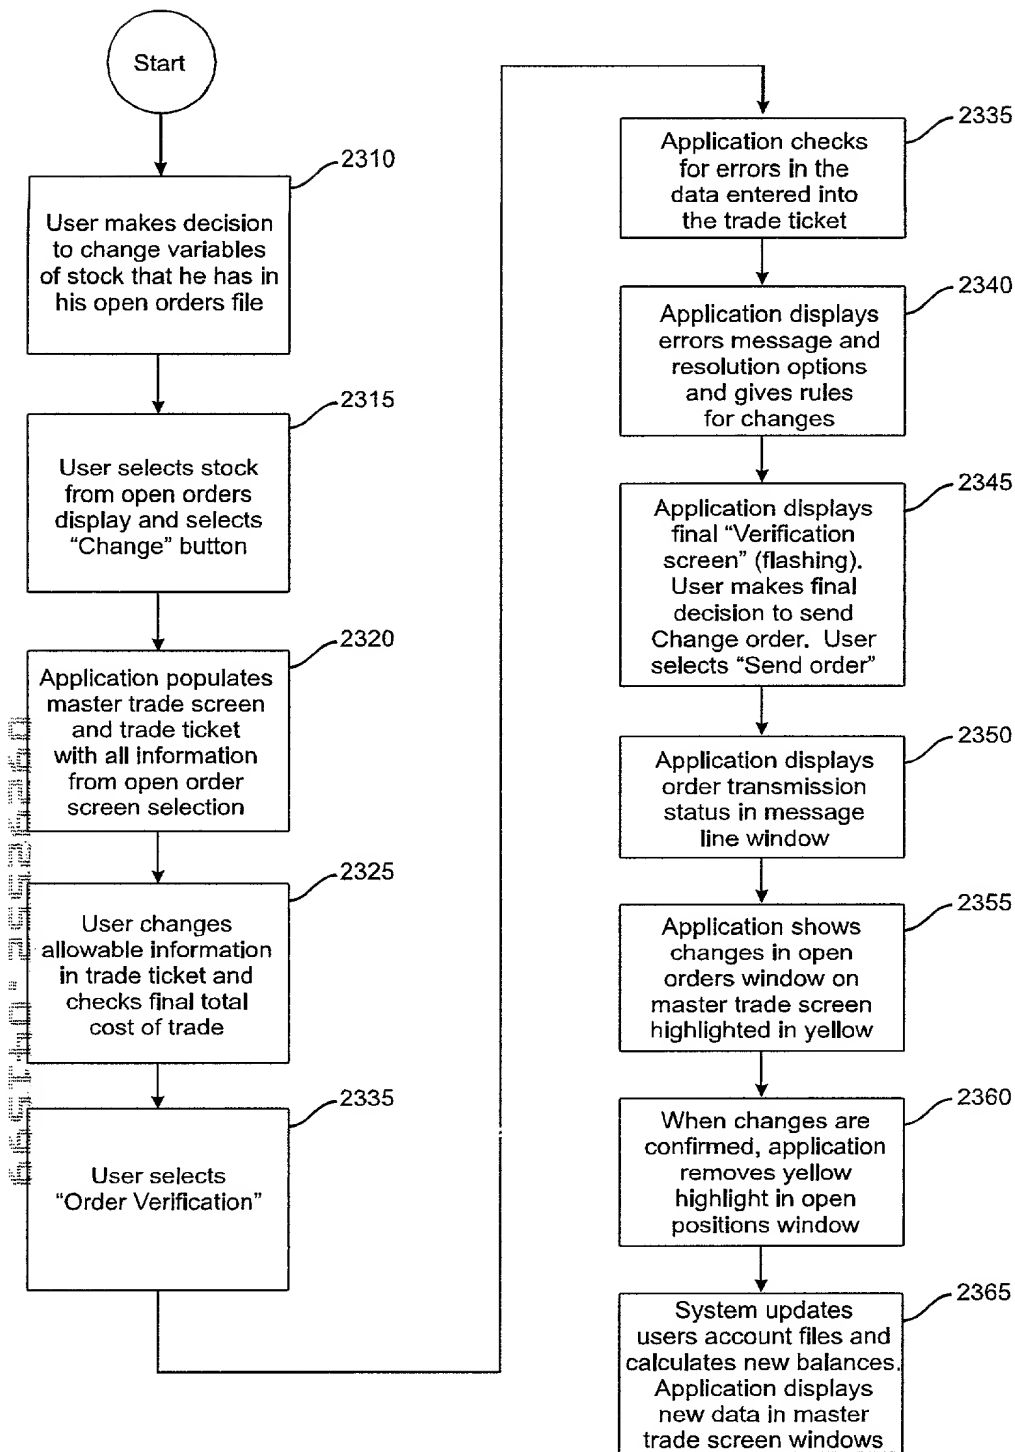 Start
2310
User makes decision
to change variables
of stock that he has in
his open orders file
2315
User selects stock
from open orders
display and selects
“Change” button
2320
Application populates
master trade screen
and trade ticket
with all information
from open order
screen selection
2325
User changes
allowable information
in trade ticket and
checks final total
cost of trade
2335
User selects
“Order Verification”
2335
Application checks
for errors in the
data entered into
the trade ticket
2340
Application displays
errors message and
resolution options
and gives rules
for changes
2345
Application displays
final “Verification
screen” (flashing).
User makes final
decision to send
Change order. User
selects “Send order”
2350
Application displays
order transmission
status in message
line window
2355
Application shows
changes in open
orders window on
master trade screen
highlighted in yellow
2360
When changes are
confirmed, application
removes yellow
highlight in open
positions window
2365
System updates
users account files and
calculates new balances.
Application displays
new data in master
trade screen windows